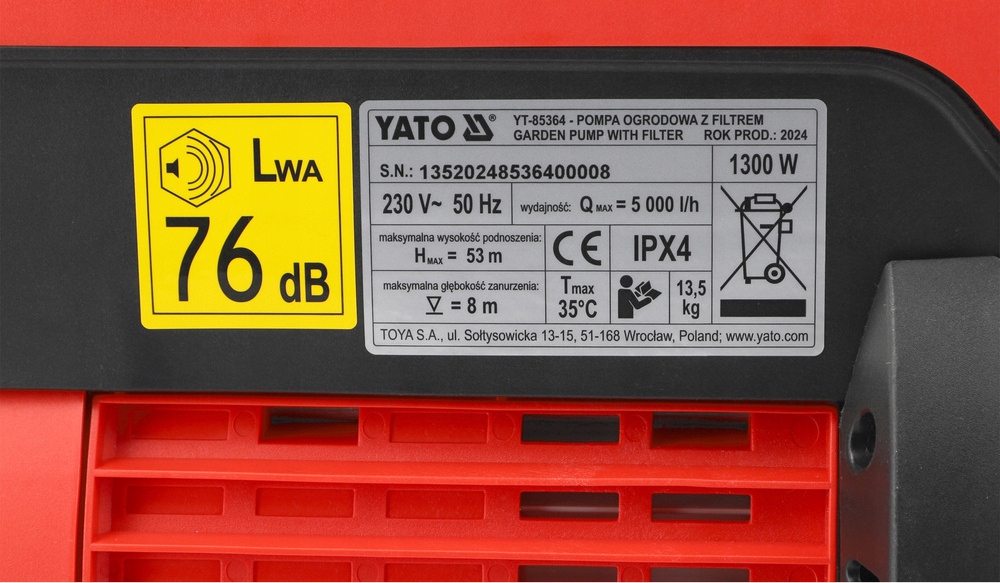 LWA
76 dB
YATO ®
YT-85364 - POMPA OGRODOWA Z FILTREM
GARDEN PUMP WITH FILTER ROK PROD.: 2024
S.N.: 13520248536400008
1300 W
230 V~ 50 Hz
wydajność: Q MAX = 5 000 l/h
maksymalna wysokość podnoszenia:
H MAX = 53 m
CE
IPX4
maksymalna głębokość zanurzenia:
= 8 m
Tmax
35°C
13,5
kg
TOYA S.A., ul. Sołtysowicka 13-15, 51-168 Wrocław, Poland; www.yato.com